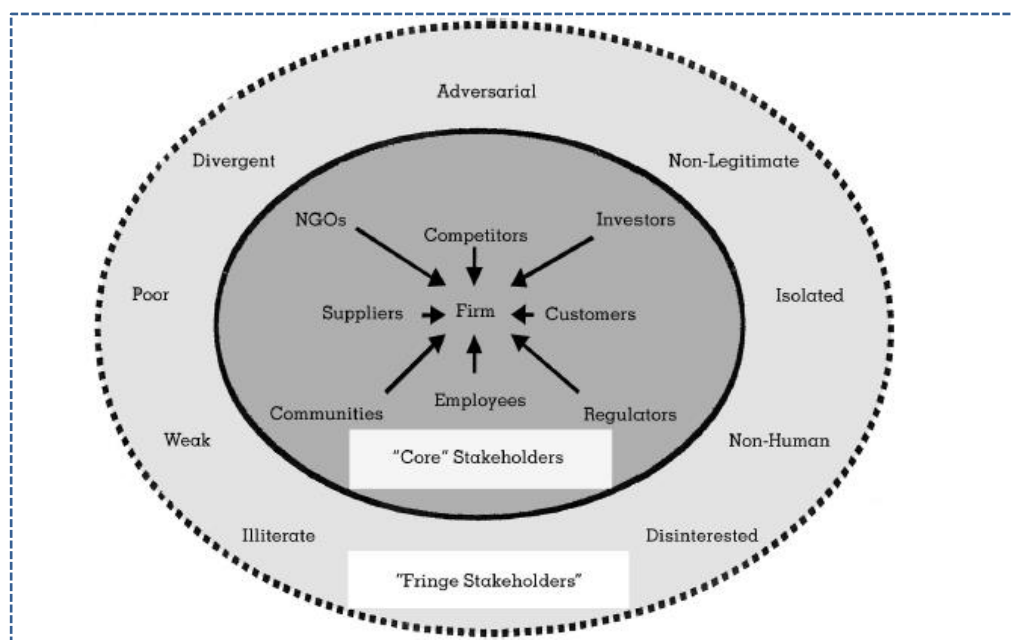 Adversarial
Divergent
Non-Legitimate
NGOs
Investors
Competitors
Poor
Isolated
Suppliers
Firm
Customers
Communities
Employees
Regulators
Weak
Non-Human
"Core" Stakeholders
Illiterate
Disinterested
"Fringe Stakeholders"